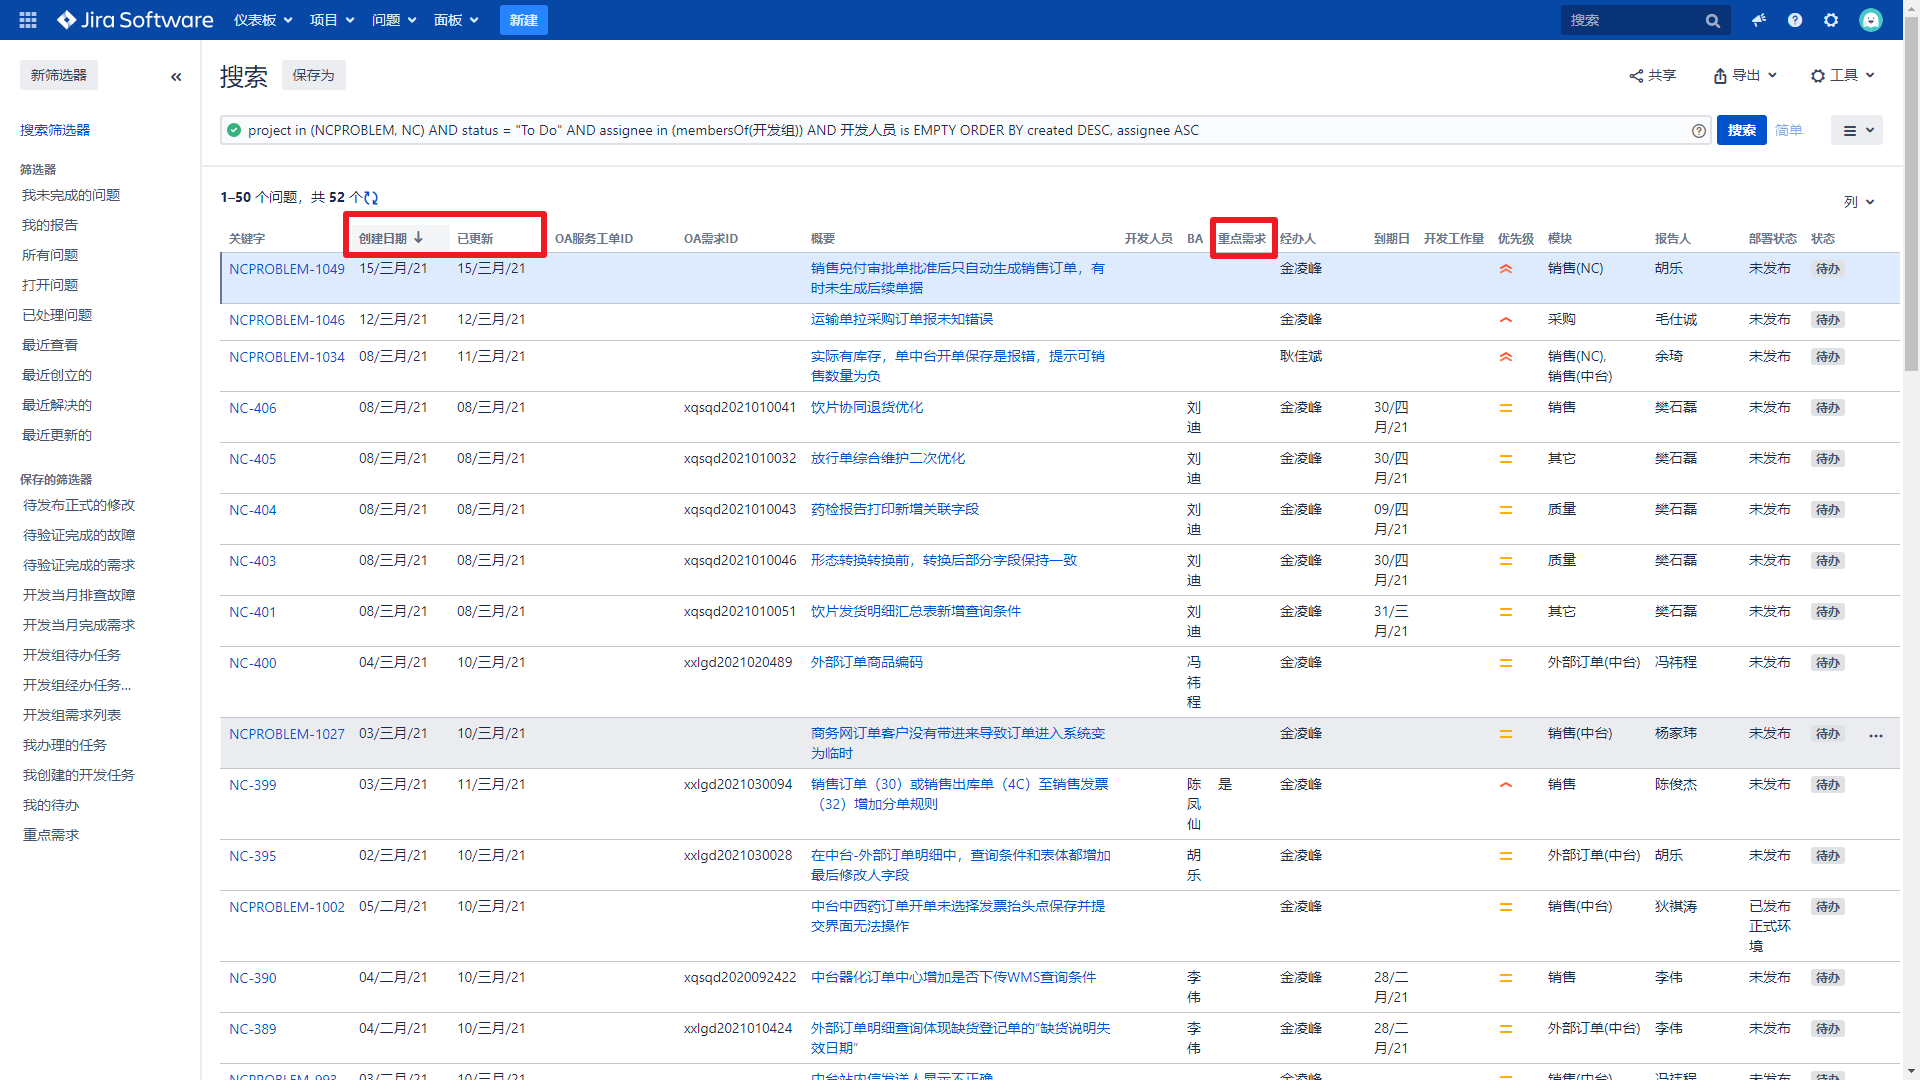 Jira Software 仪表板 项目 问题 面板 新建 搜索
新筛选器
搜索筛选器
筛选器
我未完成的问题
我的报告
所有问题
打开问题
已处理问题
最近查看
最近创立的
最近解决的
最近更新的
保存的筛选器
待发布正式的修改
待验证完成的故障
待验证完成的需求
开发当月排查故障
开发当月完成需求
开发组待办任务
开发组经办任务...
开发组需求列表
我办理的任务
我创建的开发任务
我的待办
重点需求
搜索 保存为 共享 导出 工具
project in (NCPROBLEM, NC) AND status = "To Do" AND assignee in (membersOf(开发组)) AND 开发人员 is EMPTY ORDER BY created DESC, assignee ASC 搜索 简单
1–50 个问题，共 52 个 列
关键字 创建日期 ↓ 已更新 OA服务工单ID OA需求ID 概要 开发人员 BA 重点需求 经办人 到期日 开发工作量 优先级 模块 报告人 部署状态 状态
NCPROBLEM-1049 15/三月/21 15/三月/21 销售兑付审批单批准后只自动生成销售订单，有 金凌峰 销售(NC) 胡乐 未发布 待办
时未生成后续单据
NCPROBLEM-1046 12/三月/21 12/三月/21 运输单拉采购订单报未知错误 金凌峰 采购 毛仕诚 未发布 待办
NCPROBLEM-1034 08/三月/21 11/三月/21 实际有库存，单中台开单保存是报错，提示可销 耿佳斌 销售(NC), 余琦 未发布 待办
售数量为负 销售(中台)
NC-406 08/三月/21 08/三月/21 xqsqd2021010041 饮片协同退货优化 刘 金凌峰 30/四 销售 樊石磊 未发布 待办
迪 月/21
NC-405 08/三月/21 08/三月/21 xqsqd2021010032 放行单综合维护二次优化 刘 金凌峰 30/四 其它 樊石磊 未发布 待办
迪 月/21
NC-404 08/三月/21 08/三月/21 xqsqd2021010043 药检报告打印新增关联字段 刘 金凌峰 09/四 质量 樊石磊 未发布 待办
迪 月/21
NC-403 08/三月/21 08/三月/21 xqsqd2021010046 形态转换转换前，转换后部分字段保持一致 刘 金凌峰 30/四 质量 樊石磊 未发布 待办
迪 月/21
NC-401 08/三月/21 08/三月/21 xqsqd2021010051 饮片发货明细汇总表新增查询条件 刘 金凌峰 31/三 其它 樊石磊 未发布 待办
迪 月/21
NC-400 04/三月/21 10/三月/21 xxlgd2021020489 外部订单商品编码 冯 金凌峰 外部订单(中台) 冯祎程 未发布 待办
祎
程
NCPROBLEM-1027 03/三月/21 10/三月/21 商务网订单客户没有带进来导致订单进入系统变 金凌峰 销售(中台) 杨家玮 未发布 待办
为临时
NC-399 03/三月/21 11/三月/21 xxlgd2021030094 销售订单（30）或销售出库单（4C）至销售发票 陈 是 金凌峰 销售 陈俊杰 未发布 待办
（32）增加分单规则 凤
仙
NC-395 02/三月/21 10/三月/21 xxlgd2021030028 在中台-外部订单明细中，查询条件和表体都增加 胡 金凌峰 外部订单(中台) 胡乐 未发布 待办
最后修改人字段 乐
NCPROBLEM-1002 05/二月/21 10/三月/21 中台中西药订单开单未选择发票抬头点保存并提 金凌峰 销售(中台) 狄祺涛 已发布 待办
交界面无法操作 正式环
境
NC-390 04/二月/21 10/三月/21 xqsqd2020092422 中台器化订单中心增加是否下传WMS查询条件 李 金凌峰 28/二 销售 李伟 未发布 待办
伟 月/21
NC-389 04/二月/21 10/三月/21 xxlgd2021010424 外部订单明细查询体现缺货登记单的“缺货说明失 李 金凌峰 28/二 外部订单(中台) 李伟 未发布 待办
效日期” 伟 月/21
NCPROBLEM-993 03/二月/21 10/三月/21 中台站内信发送人显示不正确 金凌峰 销售(中台) 冯祎程 未发布 待办